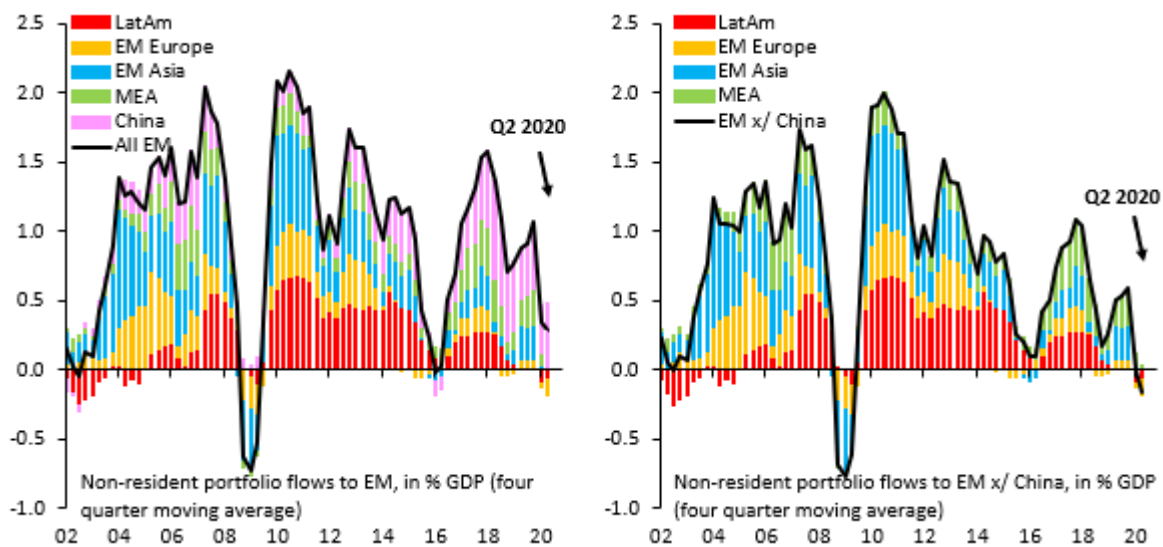 2.5
2.0
1.5
1.0
0.5
0.0
-0.5
-1.0
LatAm
EM Europe
EM Asia
MEA
China
All EM
Q2 2020
Non-resident portfolio flows to EM, in % GDP (four
quarter moving average)
02 04 06 08 10 12 14 16 18 20
2.5
2.0
1.5
1.0
0.5
0.0
-0.5
-1.0
LatAm
EM Europe
EM Asia
MEA
EM x/ China
Q2 2020
Non-resident portfolio flows to EM x/ China, in % GDP
(four quarter moving average)
02 04 06 08 10 12 14 16 18 20